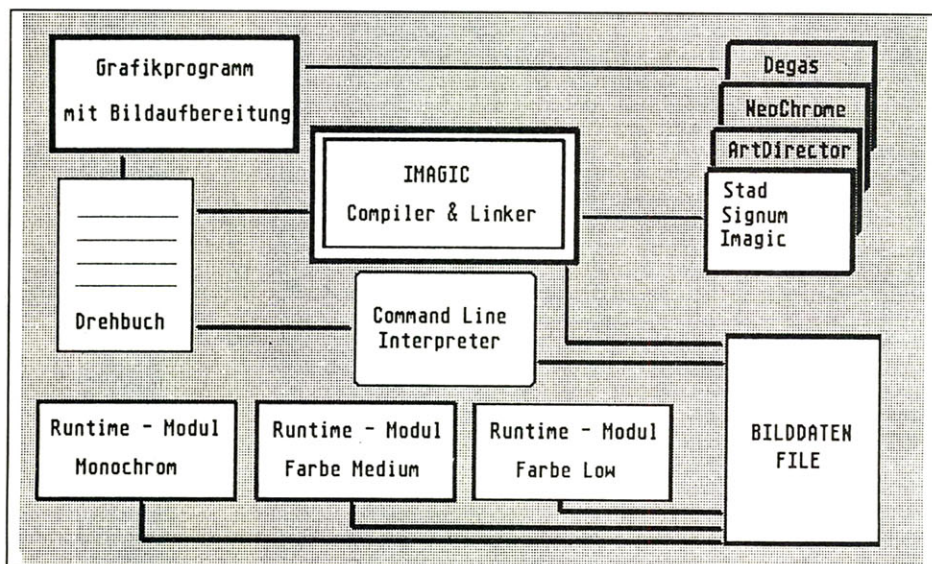 Grafikprogramm
mit Bildaufbereitung
Degas
NeoChrome
ArtDirector
Stad
Signum
Imagic
IMAGIC
Compiler & Linker
Drehbuch
Command Line
Interpreter
Runtime - Modul
Monochrom
Runtime - Modul
Farbe Medium
Runtime - Modul
Farbe Low
BILDDATEN
FILE